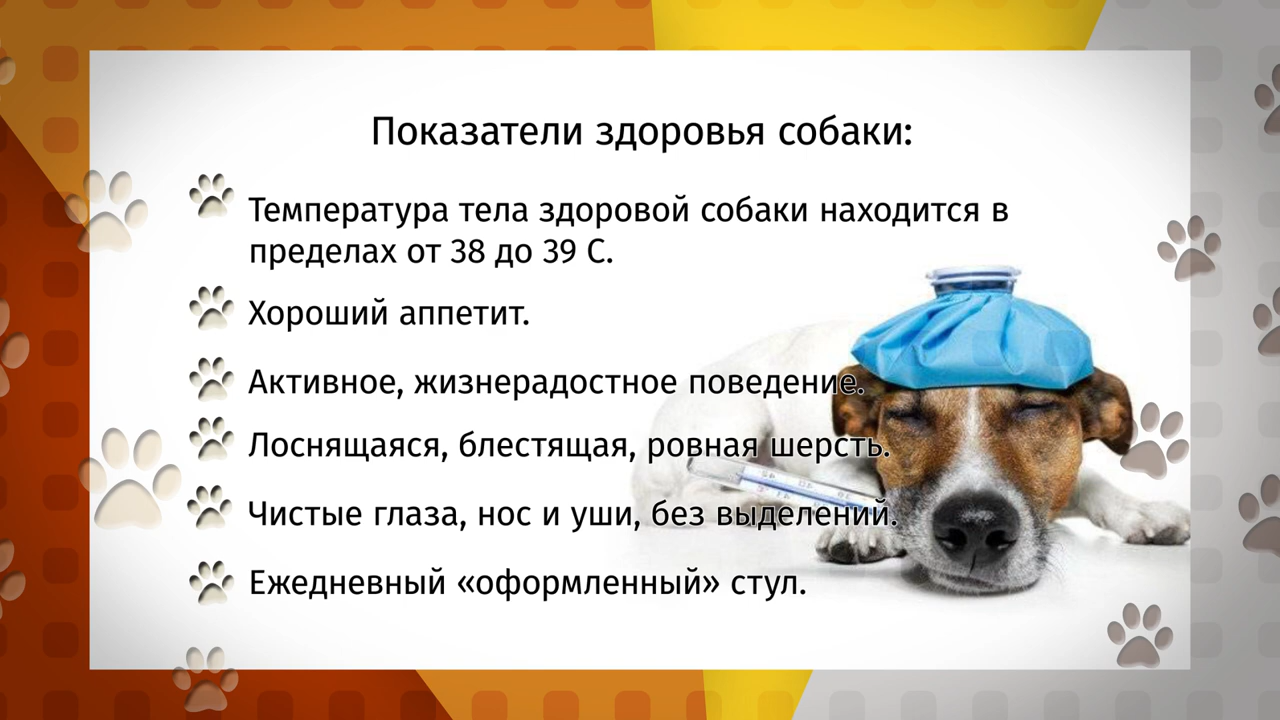 Показатели здоровья собаки:
Температура тела здоровой собаки находится в
пределах от 38 до 39 С.
Хороший аппетит.
Активное, жизнерадостное поведение.
Лоснящаяся, блестящая, ровная шерсть.
Чистые глаза, нос и уши, без выделений.
Ежедневный «оформленный» стул.